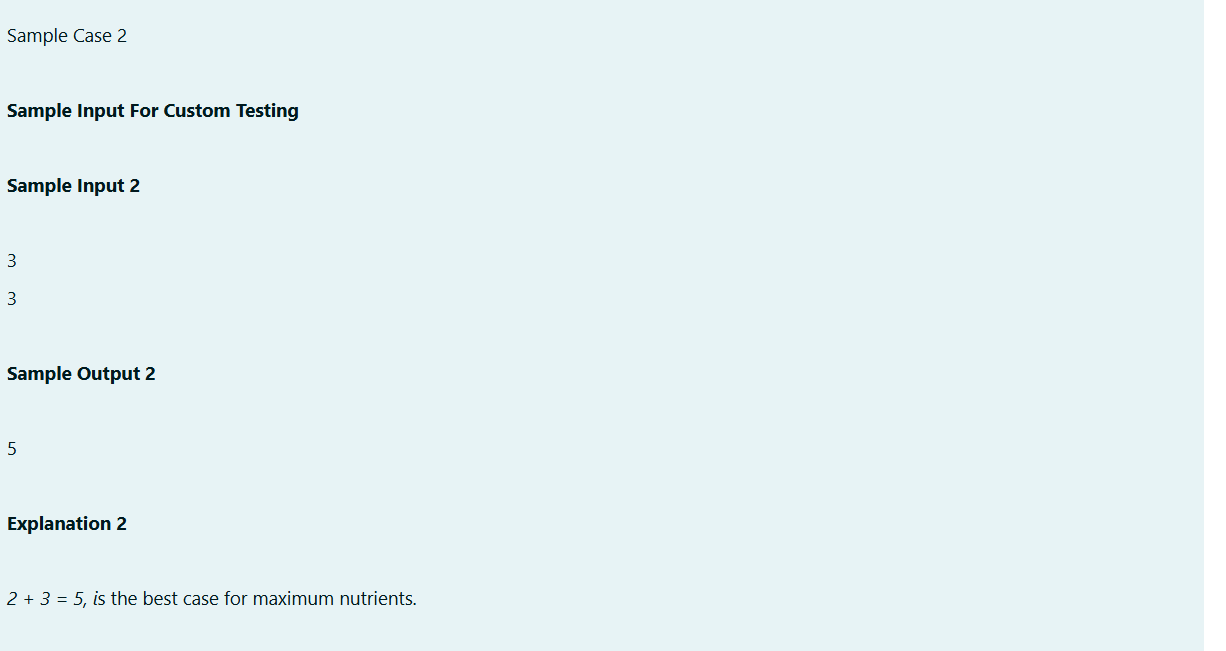 Sample Case 2
Sample Input For Custom Testing
Sample Input 2
3
3
Sample Output 2
5
Explanation 2
2 + 3 = 5, is the best case for maximum nutrients.